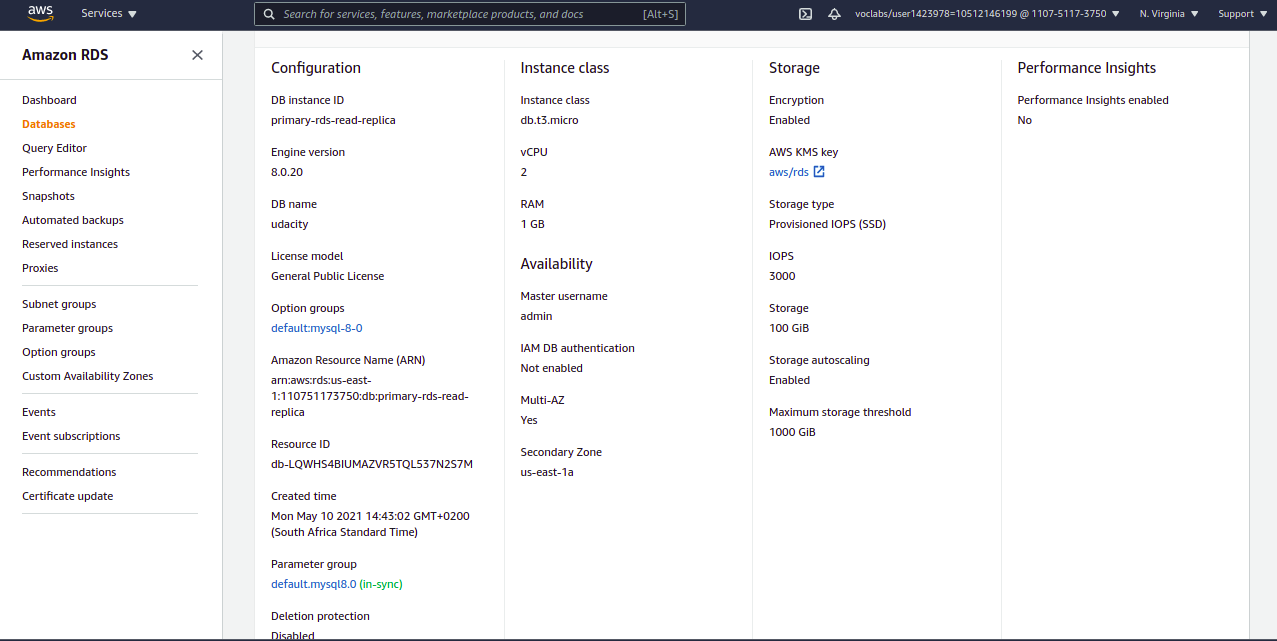 aws
Services
Search for services, features, marketplace products, and docs
[Alt+S]
voclabs/user1423978=10512146199 @ 1107-5117-3750
N. Virginia
Support
Amazon RDS
Dashboard
Databases
Query Editor
Performance Insights
Snapshots
Automated backups
Reserved instances
Proxies
Subnet groups
Parameter groups
Option groups
Custom Availability Zones
Events
Event subscriptions
Recommendations
Certificate update
Configuration
DB instance ID
primary-rds-read-replica
Engine version
8.0.20
DB name
udacity
License model
General Public License
Option groups
default:mysql-8-0
Amazon Resource Name (ARN)
arn:aws:rds:us-east-
1:110751173750:db:primary-rds-read-
replica
Resource ID
db-LQWHS4BIUMAZVR5TQL537N2S7M
Created time
Mon May 10 2021 14:43:02 GMT+0200
(South Africa Standard Time)
Parameter group
default.mysql8.0 (in-sync)
Deletion protection
Disabled
Instance class
Instance class
db.t3.micro
vCPU
2
RAM
1 GB
Availability
Master username
admin
IAM DB authentication
Not enabled
Multi-AZ
Yes
Secondary Zone
us-east-1a
Storage
Encryption
Enabled
AWS KMS key
aws/rds
Storage type
Provisioned IOPS (SSD)
IOPS
3000
Storage
100 GiB
Storage autoscaling
Enabled
Maximum storage threshold
1000 GiB
Performance Insights
Performance Insights enabled
No